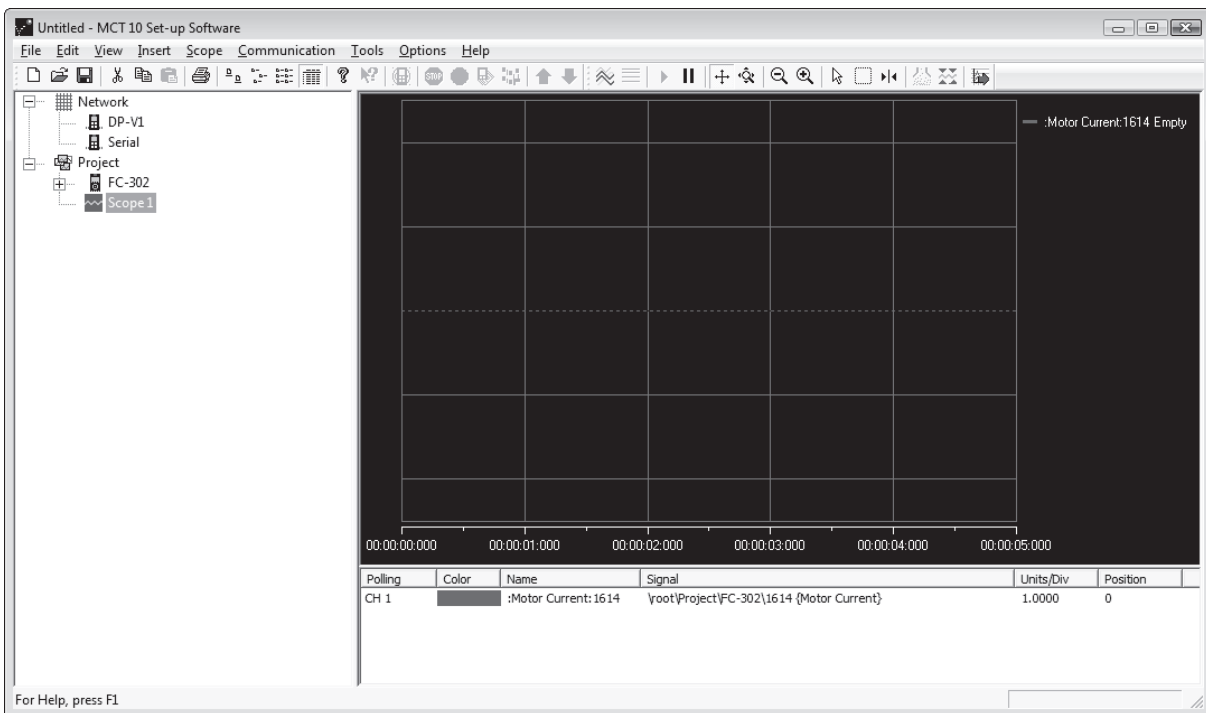 Untitled - MCT 10 Set-up Software
File Edit View Insert Scope Communication Tools Options Help
STOP
Network
DP-V1
Serial
Project
FC-302
Scope 1
:Motor Current:1614 Empty
00:00:00:000 00:00:01:000 00:00:02:000 00:00:03:000 00:00:04:000 00:00:05:000
Polling Color Name Signal Units/Div Position
CH 1 :Motor Current:1614 \root\Project\FC-302\1614 {Motor Current} 1.0000 0
For Help, press F1